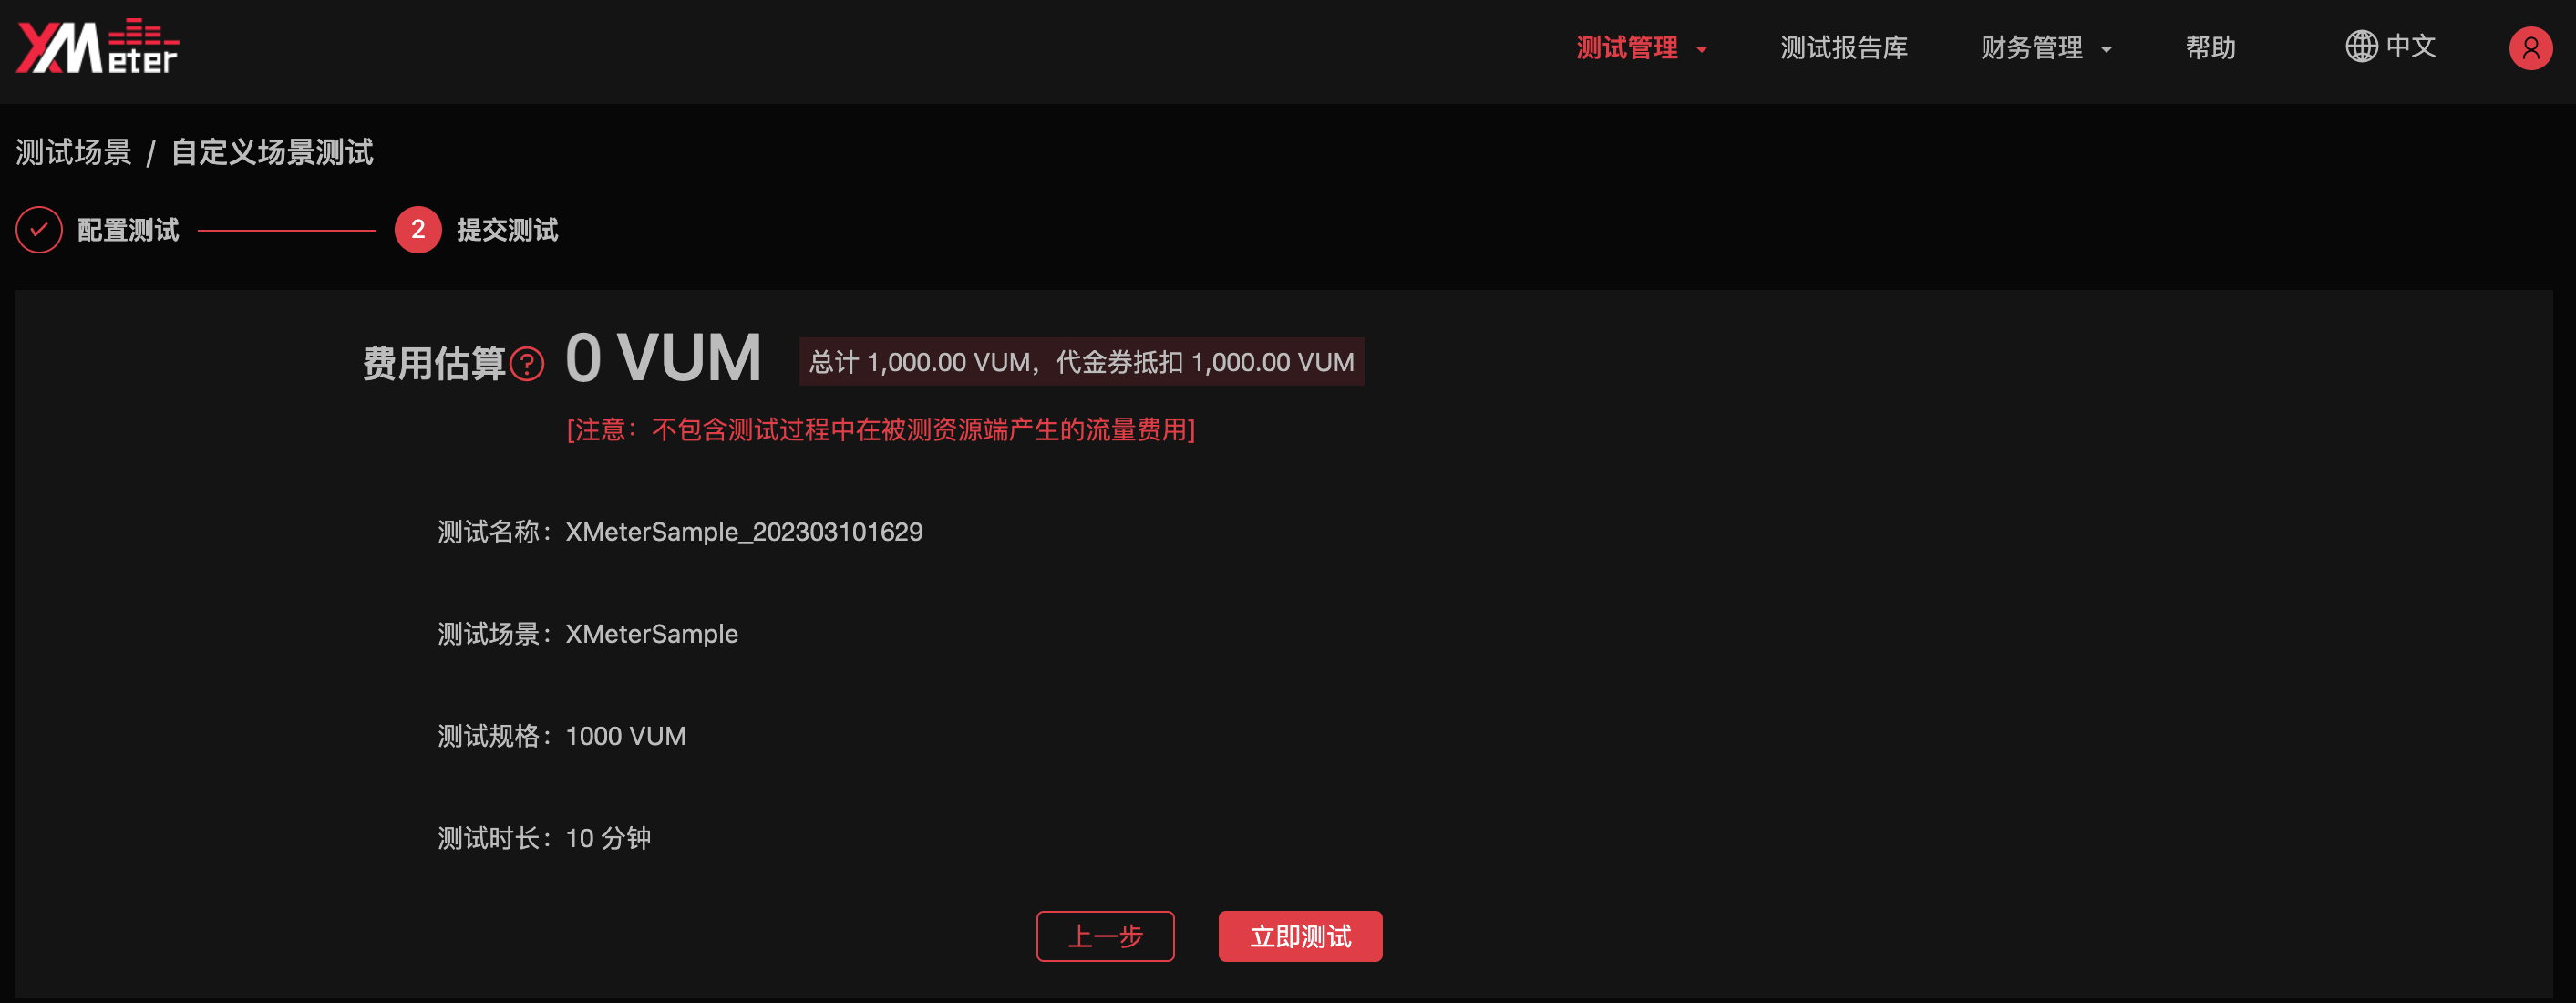 XMeter
测试管理
测试报告库
财务管理
帮助
中文
测试场景 / 自定义场景测试
配置测试
2 提交测试
费用估算? 0 VUM 总计 1,000.00 VUM，代金券抵扣 1,000.00 VUM
[注意：不包含测试过程中在被测资源端产生的流量费用]
测试名称：XMeterSample_202303101629
测试场景：XMeterSample
测试规格：1000 VUM
测试时长：10 分钟
上一步
立即测试